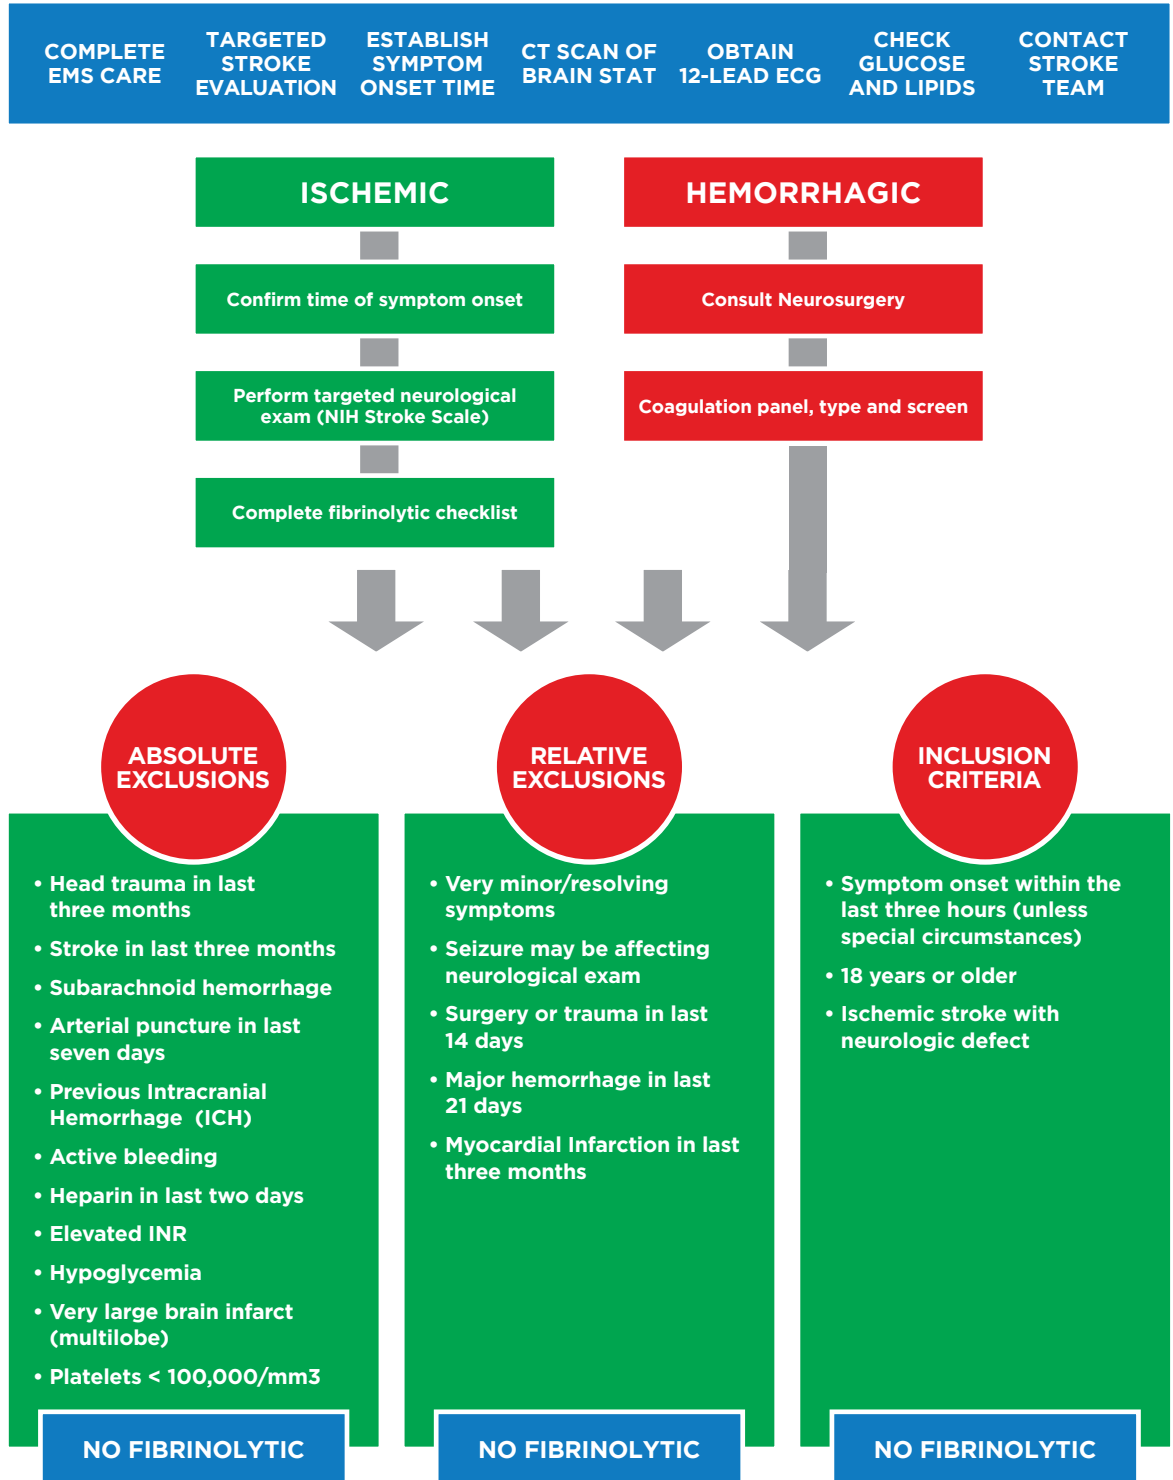 COMPLETE
EMS CARE
TARGETED
STROKE
EVALUATION
ESTABLISH
SYMPTOM
ONSET TIME
CT SCAN OF
BRAIN STAT
OBTAIN
12-LEAD ECG
CHECK
GLUCOSE
AND LIPIDS
CONTACT
STROKE
TEAM
ISCHEMIC
Confirm time of symptom onset
Perform targeted neurological
exam (NIH Stroke Scale)
Complete fibrinolytic checklist
HEMORRHAGIC
Consult Neurosurgery
Coagulation panel, type and screen
ABSOLUTE
EXCLUSIONS
• Head trauma in last
three months
• Stroke in last three months
• Subarachnoid hemorrhage
• Arterial puncture in last
seven days
• Previous Intracranial
Hemorrhage (ICH)
• Active bleeding
• Heparin in last two days
• Elevated INR
• Hypoglycemia
• Very large brain infarct
(multilobe)
• Platelets < 100,000/mm3
NO FIBRINOLYTIC
RELATIVE
EXCLUSIONS
• Very minor/resolving
symptoms
• Seizure may be affecting
neurological exam
• Surgery or trauma in last
14 days
• Major hemorrhage in last
21 days
• Myocardial Infarction in last
three months
NO FIBRINOLYTIC
INCLUSION
CRITERIA
• Symptom onset within the
last three hours (unless
special circumstances)
• 18 years or older
• Ischemic stroke with
neurologic defect
NO FIBRINOLYTIC